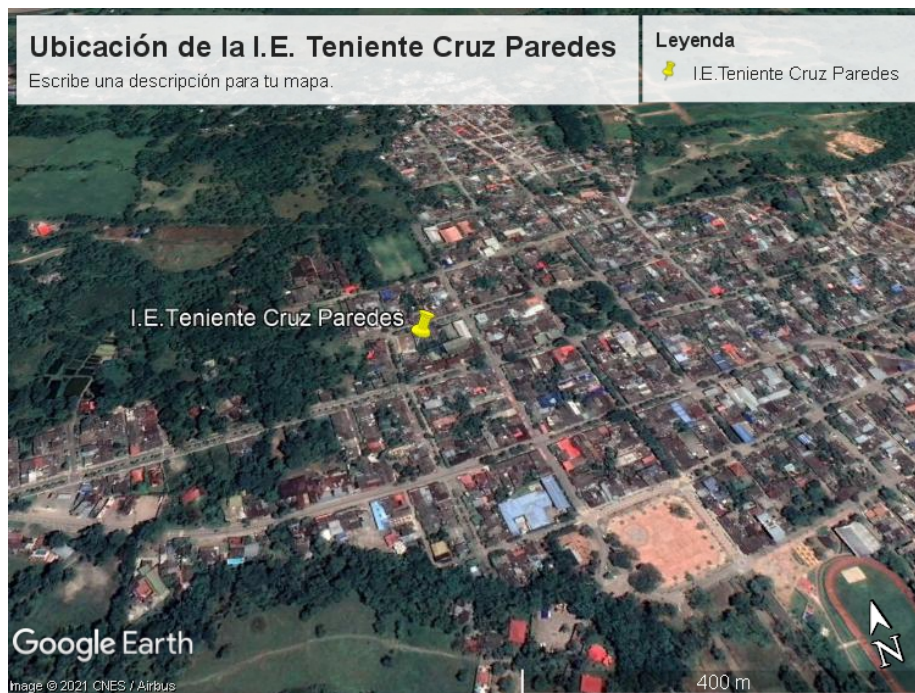 Ubicación de la I.E. Teniente Cruz Paredes
Escribe una descripción para tu mapa.
Leyenda
I.E.Teniente Cruz Paredes
I.E.Teniente Cruz Paredes
Google Earth
Image © 2021 CNES / Airbus
400 m
N